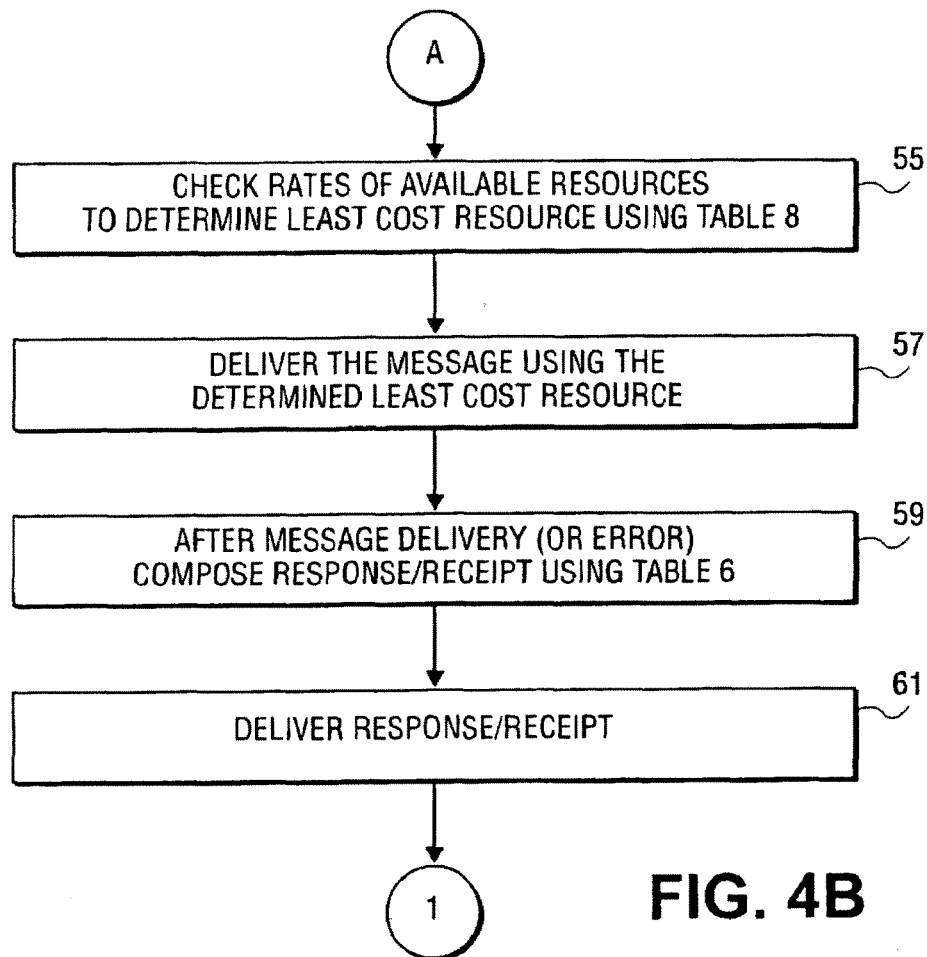 A
CHECK RATES OF AVAILABLE RESOURCES
TO DETERMINE LEAST COST RESOURCE USING TABLE 8
55
DELIVER THE MESSAGE USING THE
DETERMINED LEAST COST RESOURCE
57
AFTER MESSAGE DELIVERY (OR ERROR)
COMPOSE RESPONSE/RECEIPT USING TABLE 6
59
DELIVER RESPONSE/RECEIPT
61
1
FIG. 4B